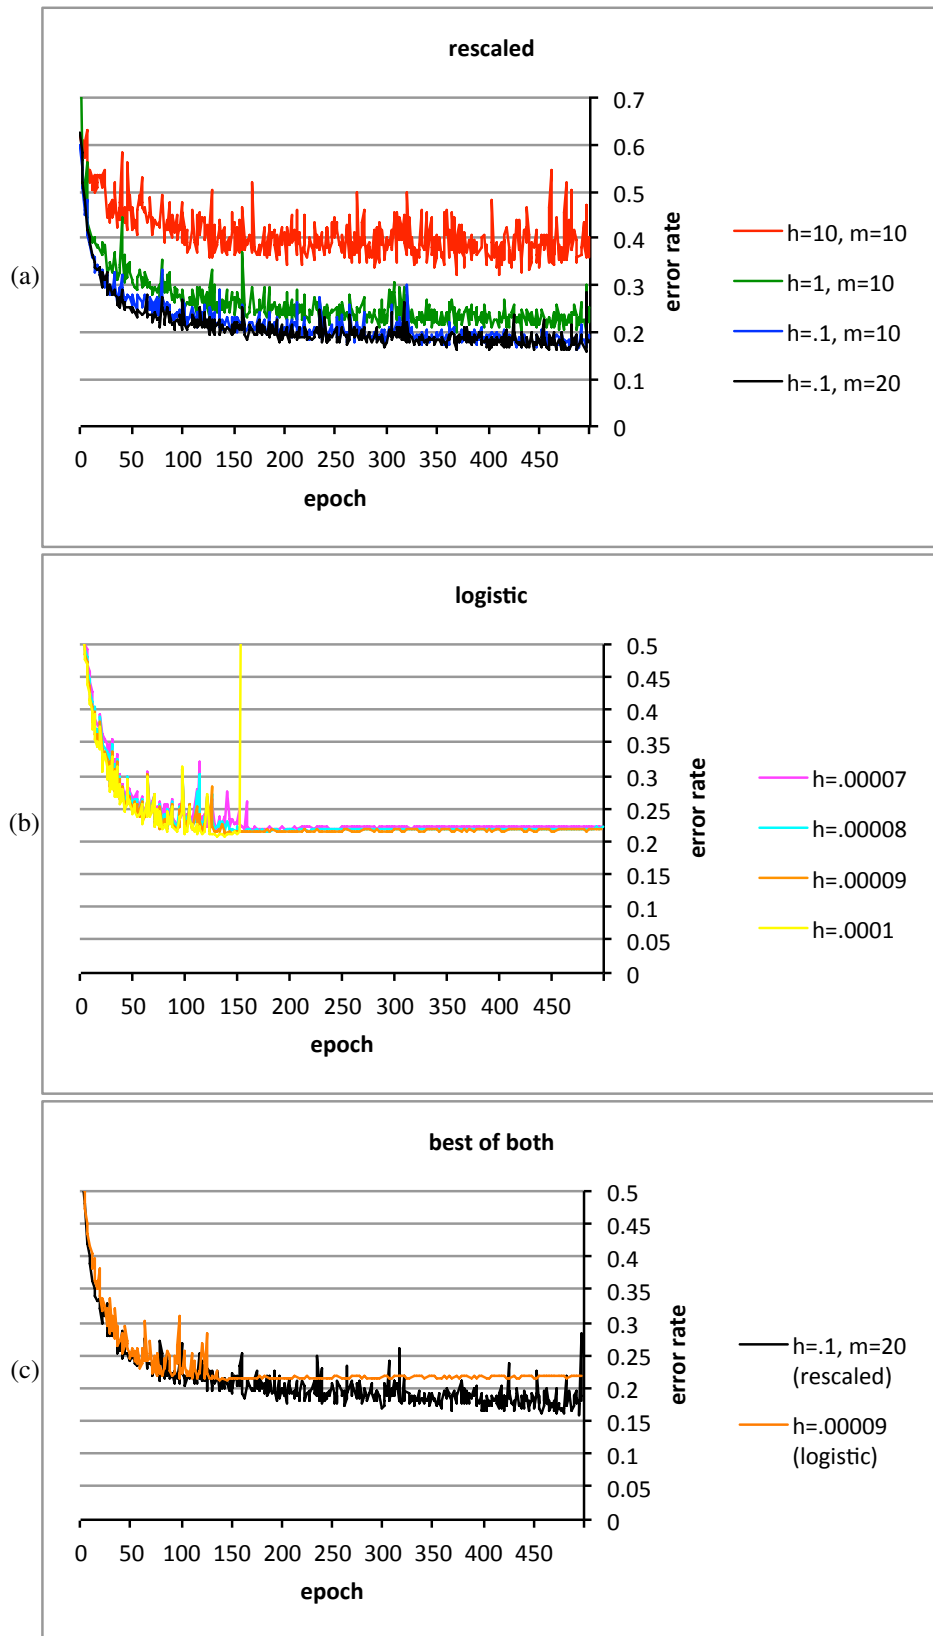 rescaled
0.7
0.6
0.5
0.4
0.3
0.2
0.1
0
error rate
0 50 100 150 200 250 300 350 400 450
epoch
h=10, m=10
h=1, m=10
h=.1, m=10
h=.1, m=20
(a)
logistic
0.5
0.45
0.4
0.35
0.3
0.25
0.2
0.15
0.1
0.05
0
error rate
0 50 100 150 200 250 300 350 400 450
epoch
h=.00007
h=.00008
h=.00009
h=.0001
(b)
best of both
0.5
0.45
0.4
0.35
0.3
0.25
0.2
0.15
0.1
0.05
0
error rate
0 50 100 150 200 250 300 350 400 450
epoch
h=.1, m=20
(rescaled)
h=.00009
(logistic)
(c)